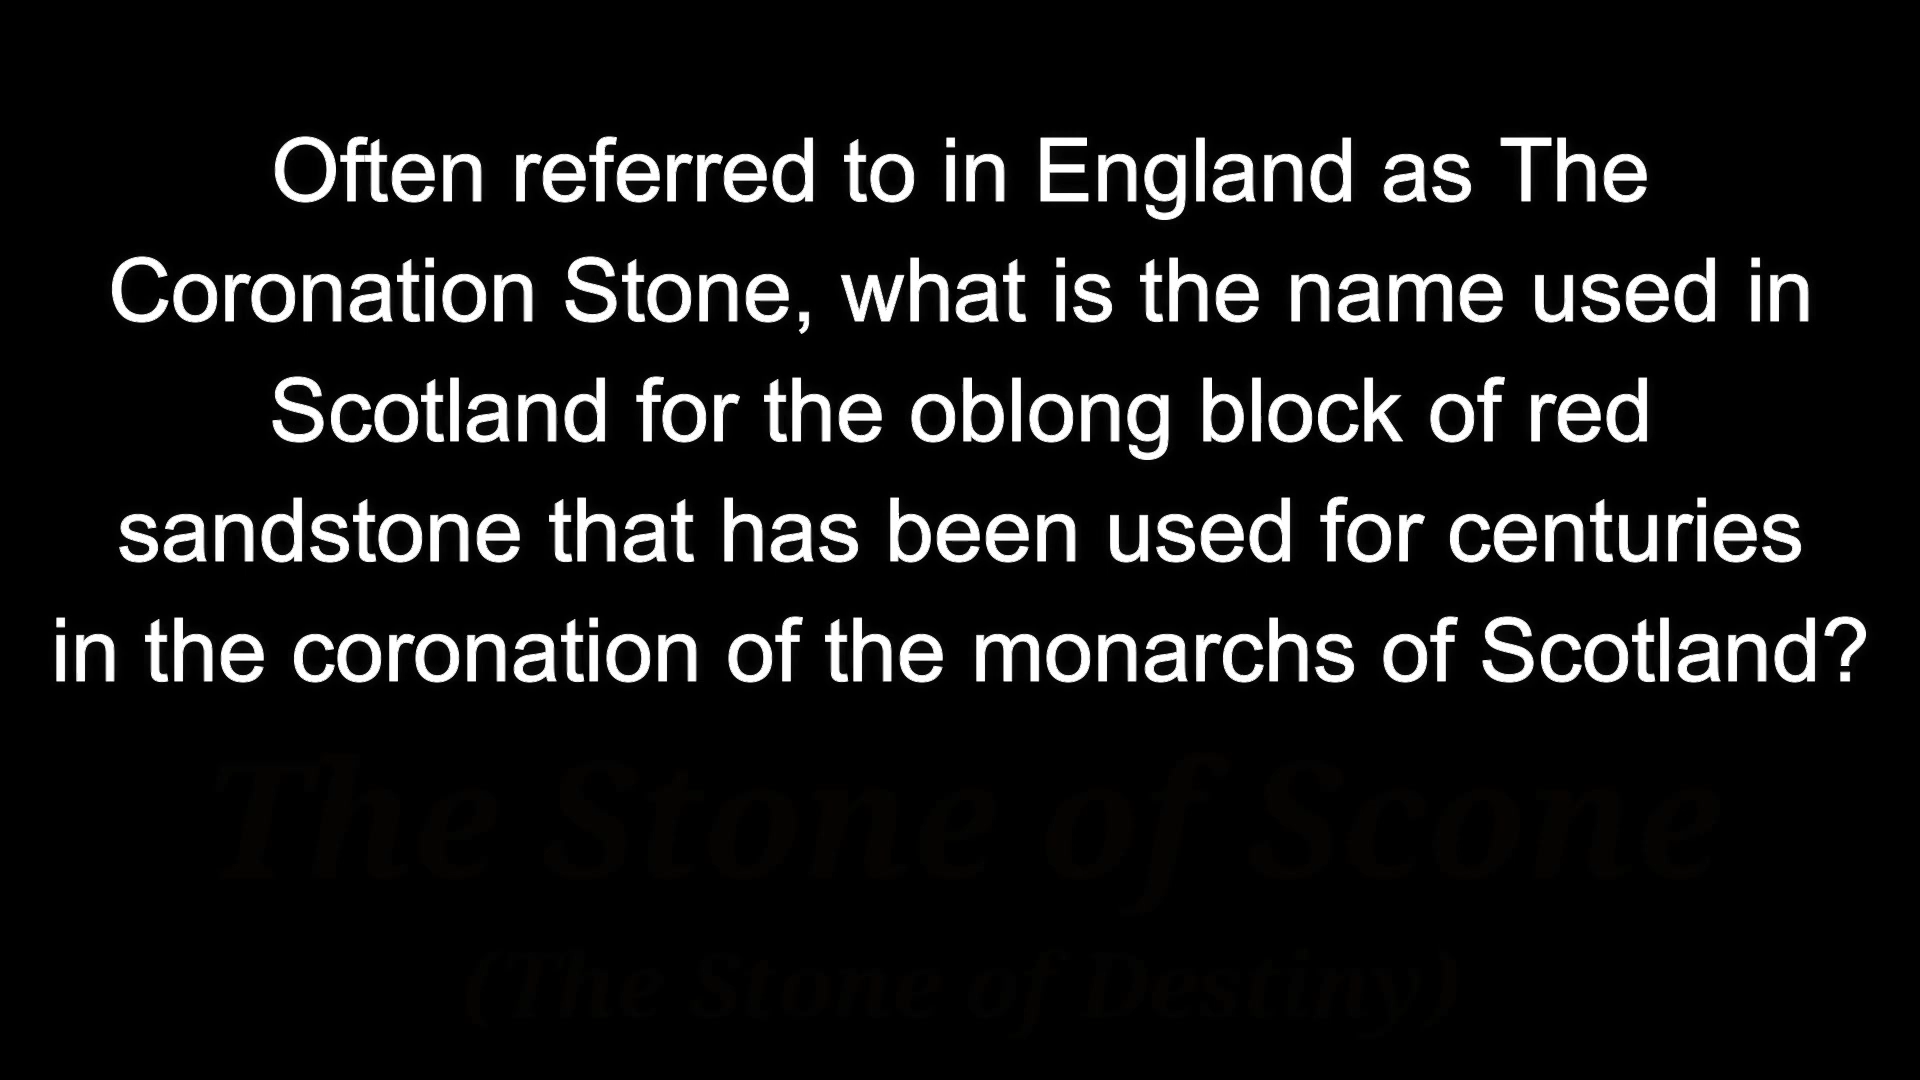 Often referred to in England as The
Coronation Stone, what is the name used in
Scotland for the oblong block of red
sandstone that has been used for centuries
in the coronation of the monarchs of Scotland?
The Stone of Scone
(The Stone of Destiny)